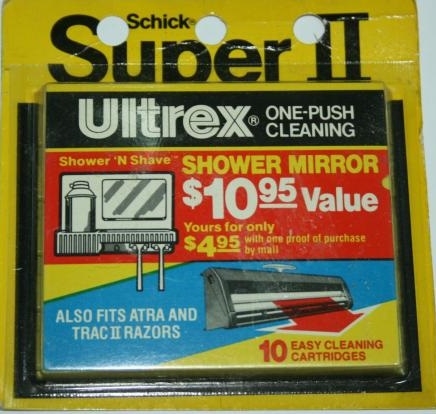 Schick®
Super II
Ultrex® ONE-PUSH
CLEANING
Shower 'N Shave™ SHOWER MIRROR
$10.95 Value
Yours for only
$4.95 with one proof of purchase
by mail
ALSO FITS ATRA AND
TRAC II RAZORS
10 EASY CLEANING
CARTRIDGES